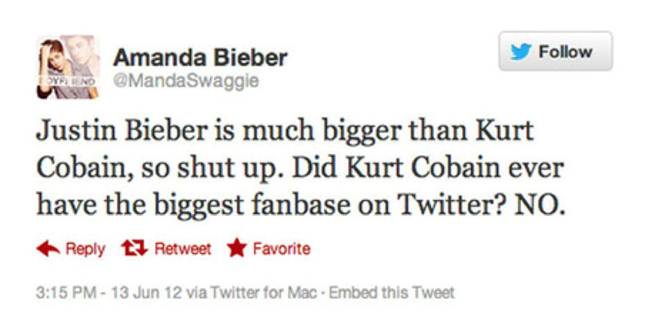 Amanda Bieber
@MandaSwaggie
Follow
Justin Bieber is much bigger than Kurt
Cobain, so shut up. Did Kurt Cobain ever
have the biggest fanbase on Twitter? NO.
Reply Retweet Favorite
3:15 PM - 13 Jun 12 via Twitter for Mac · Embed this Tweet